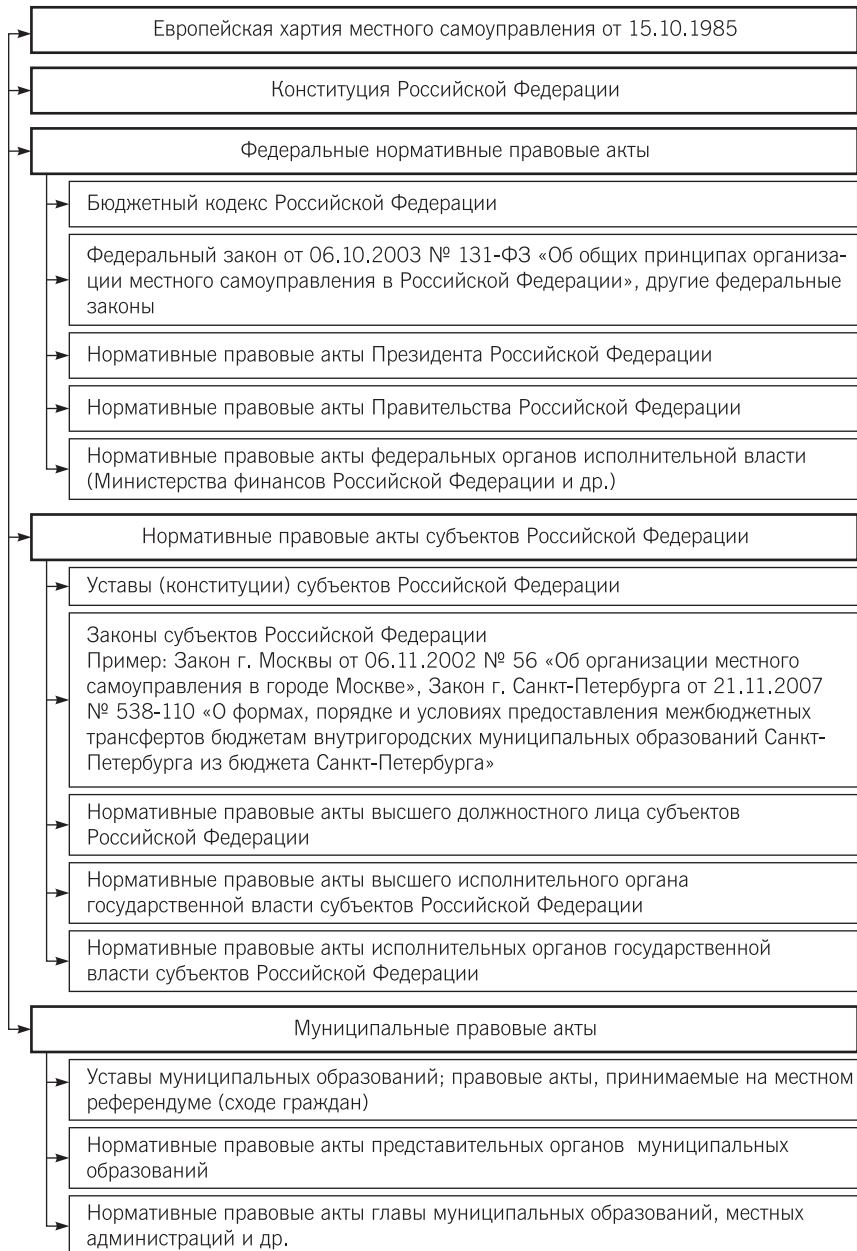 Европейская хартия местного самоуправления от 15.10.1985
Конституция Российской Федерации
Федеральные нормативные правовые акты
Бюджетный кодекс Российской Федерации
Федеральный закон от 06.10.2003 № 131-ФЗ «Об общих принципах организа-
ции местного самоуправления в Российской Федерации», другие федеральные
законы
Нормативные правовые акты Президента Российской Федерации
Нормативные правовые акты Правительства Российской Федерации
Нормативные правовые акты федеральных органов исполнительной власти
(Министерства финансов Российской Федерации и др.)
Нормативные правовые акты субъектов Российской Федерации
Уставы (конституции) субъектов Российской Федерации
Законы субъектов Российской Федерации
Пример: Закон г. Москвы от 06.11.2002 № 56 «Об организации местного
самоуправления в городе Москве», Закон г. Санкт-Петербурга от 21.11.2007
№ 538-110 «О формах, порядке и условиях предоставления межбюджетных
трансфертов бюджетам внутригородских муниципальных образований Санкт-
Петербурга из бюджета Санкт-Петербурга»
Нормативные правовые акты высшего должностного лица субъектов
Российской Федерации
Нормативные правовые акты высшего исполнительного органа
государственной власти субъектов Российской Федерации
Нормативные правовые акты исполнительных органов государственной
власти субъектов Российской Федерации
Муниципальные правовые акты
Уставы муниципальных образований; правовые акты, принимаемые на местном
референдуме (сходе граждан)
Нормативные правовые акты представительных органов муниципальных
образований
Нормативные правовые акты главы муниципальных образований, местных
администраций и др.